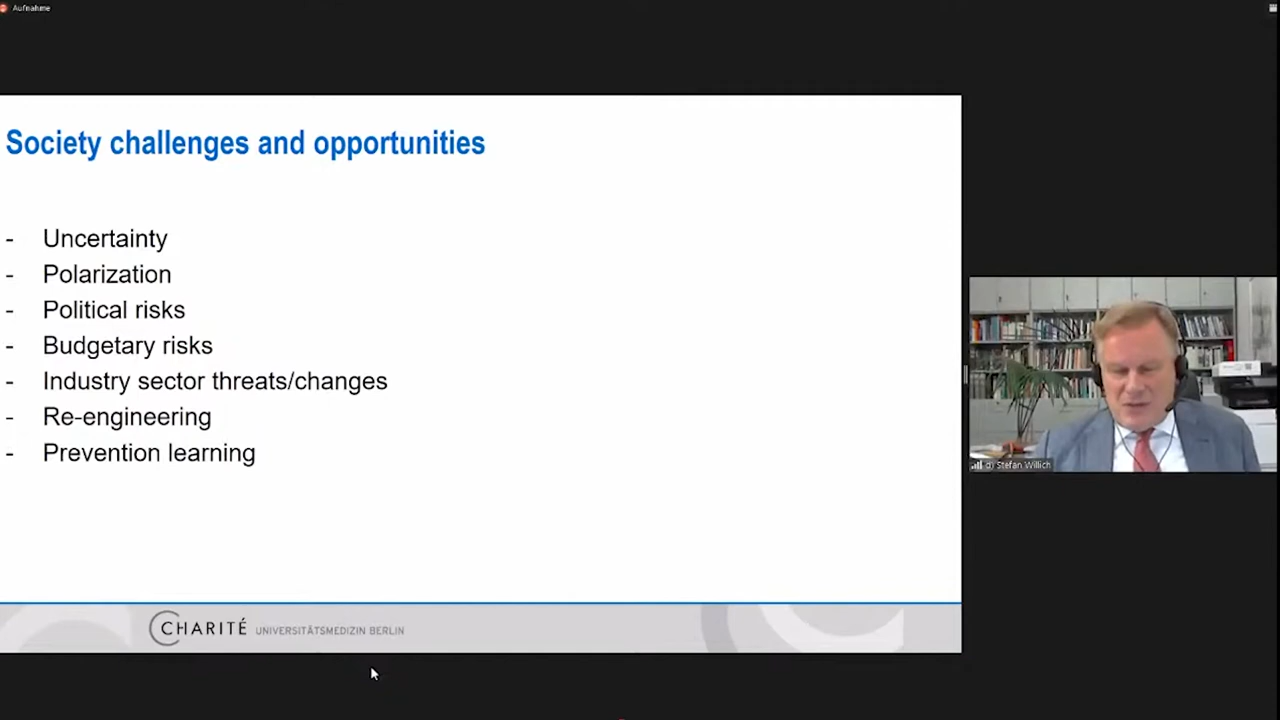 Aufnahme
Society challenges and opportunities
- Uncertainty
- Polarization
- Political risks
- Budgetary risks
- Industry sector threats/changes
- Re-engineering
- Prevention learning
Stefan Willich
CHARITÉ UNIVERSITÄTSMEDIZIN BERLIN